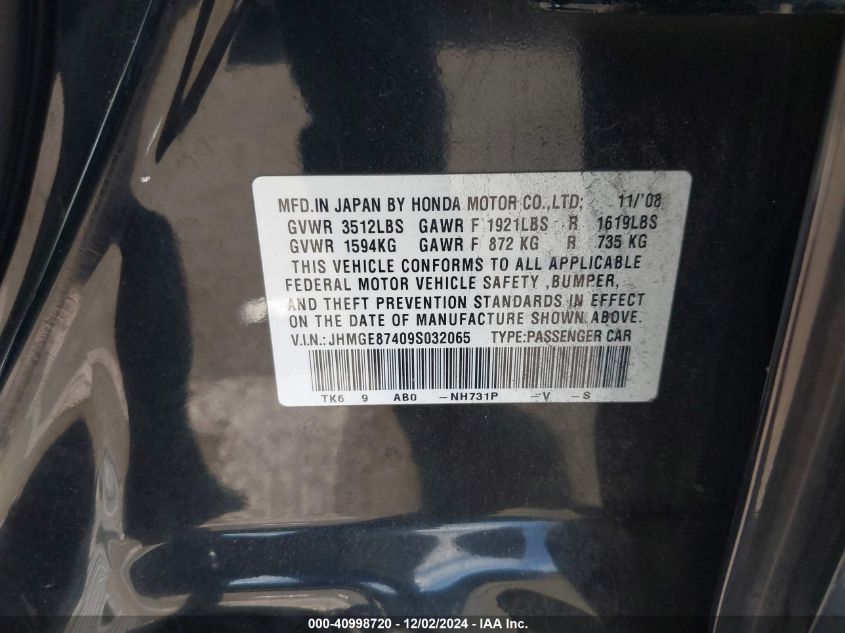 MFD.IN JAPAN BY HONDA MOTOR CO.,LTD; 11/'08
GVWR 3512LBS GAWR F 1921LBS R 1619LBS
GVWR 1594KG GAWR F 872 KG R 735 KG
THIS VEHICLE CONFORMS TO ALL APPLICABLE
FEDERAL MOTOR VEHICLE SAFETY ,BUMPER,
AND THEFT PREVENTION STANDARDS IN EFFECT
ON THE DATE OF MANUFACTURE SHOWN ABOVE.
V.I.N.: JHMGE87409S032065 TYPE:PASSENGER CAR
TK6 9 AB0 -NH731P -V -S
000-40998720 - 12/02/2024 - IAA Inc.